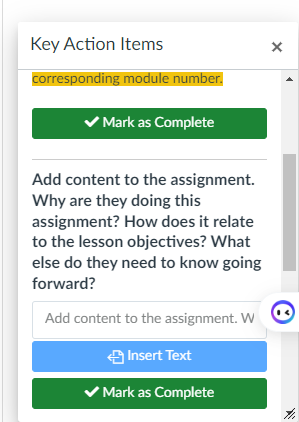 Key Action Items
×
corresponding module number.
✔ Mark as Complete
Add content to the assignment.
Why are they doing this
assignment? How does it relate
to the lesson objectives? What
else do they need to know going
forward?
Add content to the assignment. W
Insert Text
✔ Mark as Complete